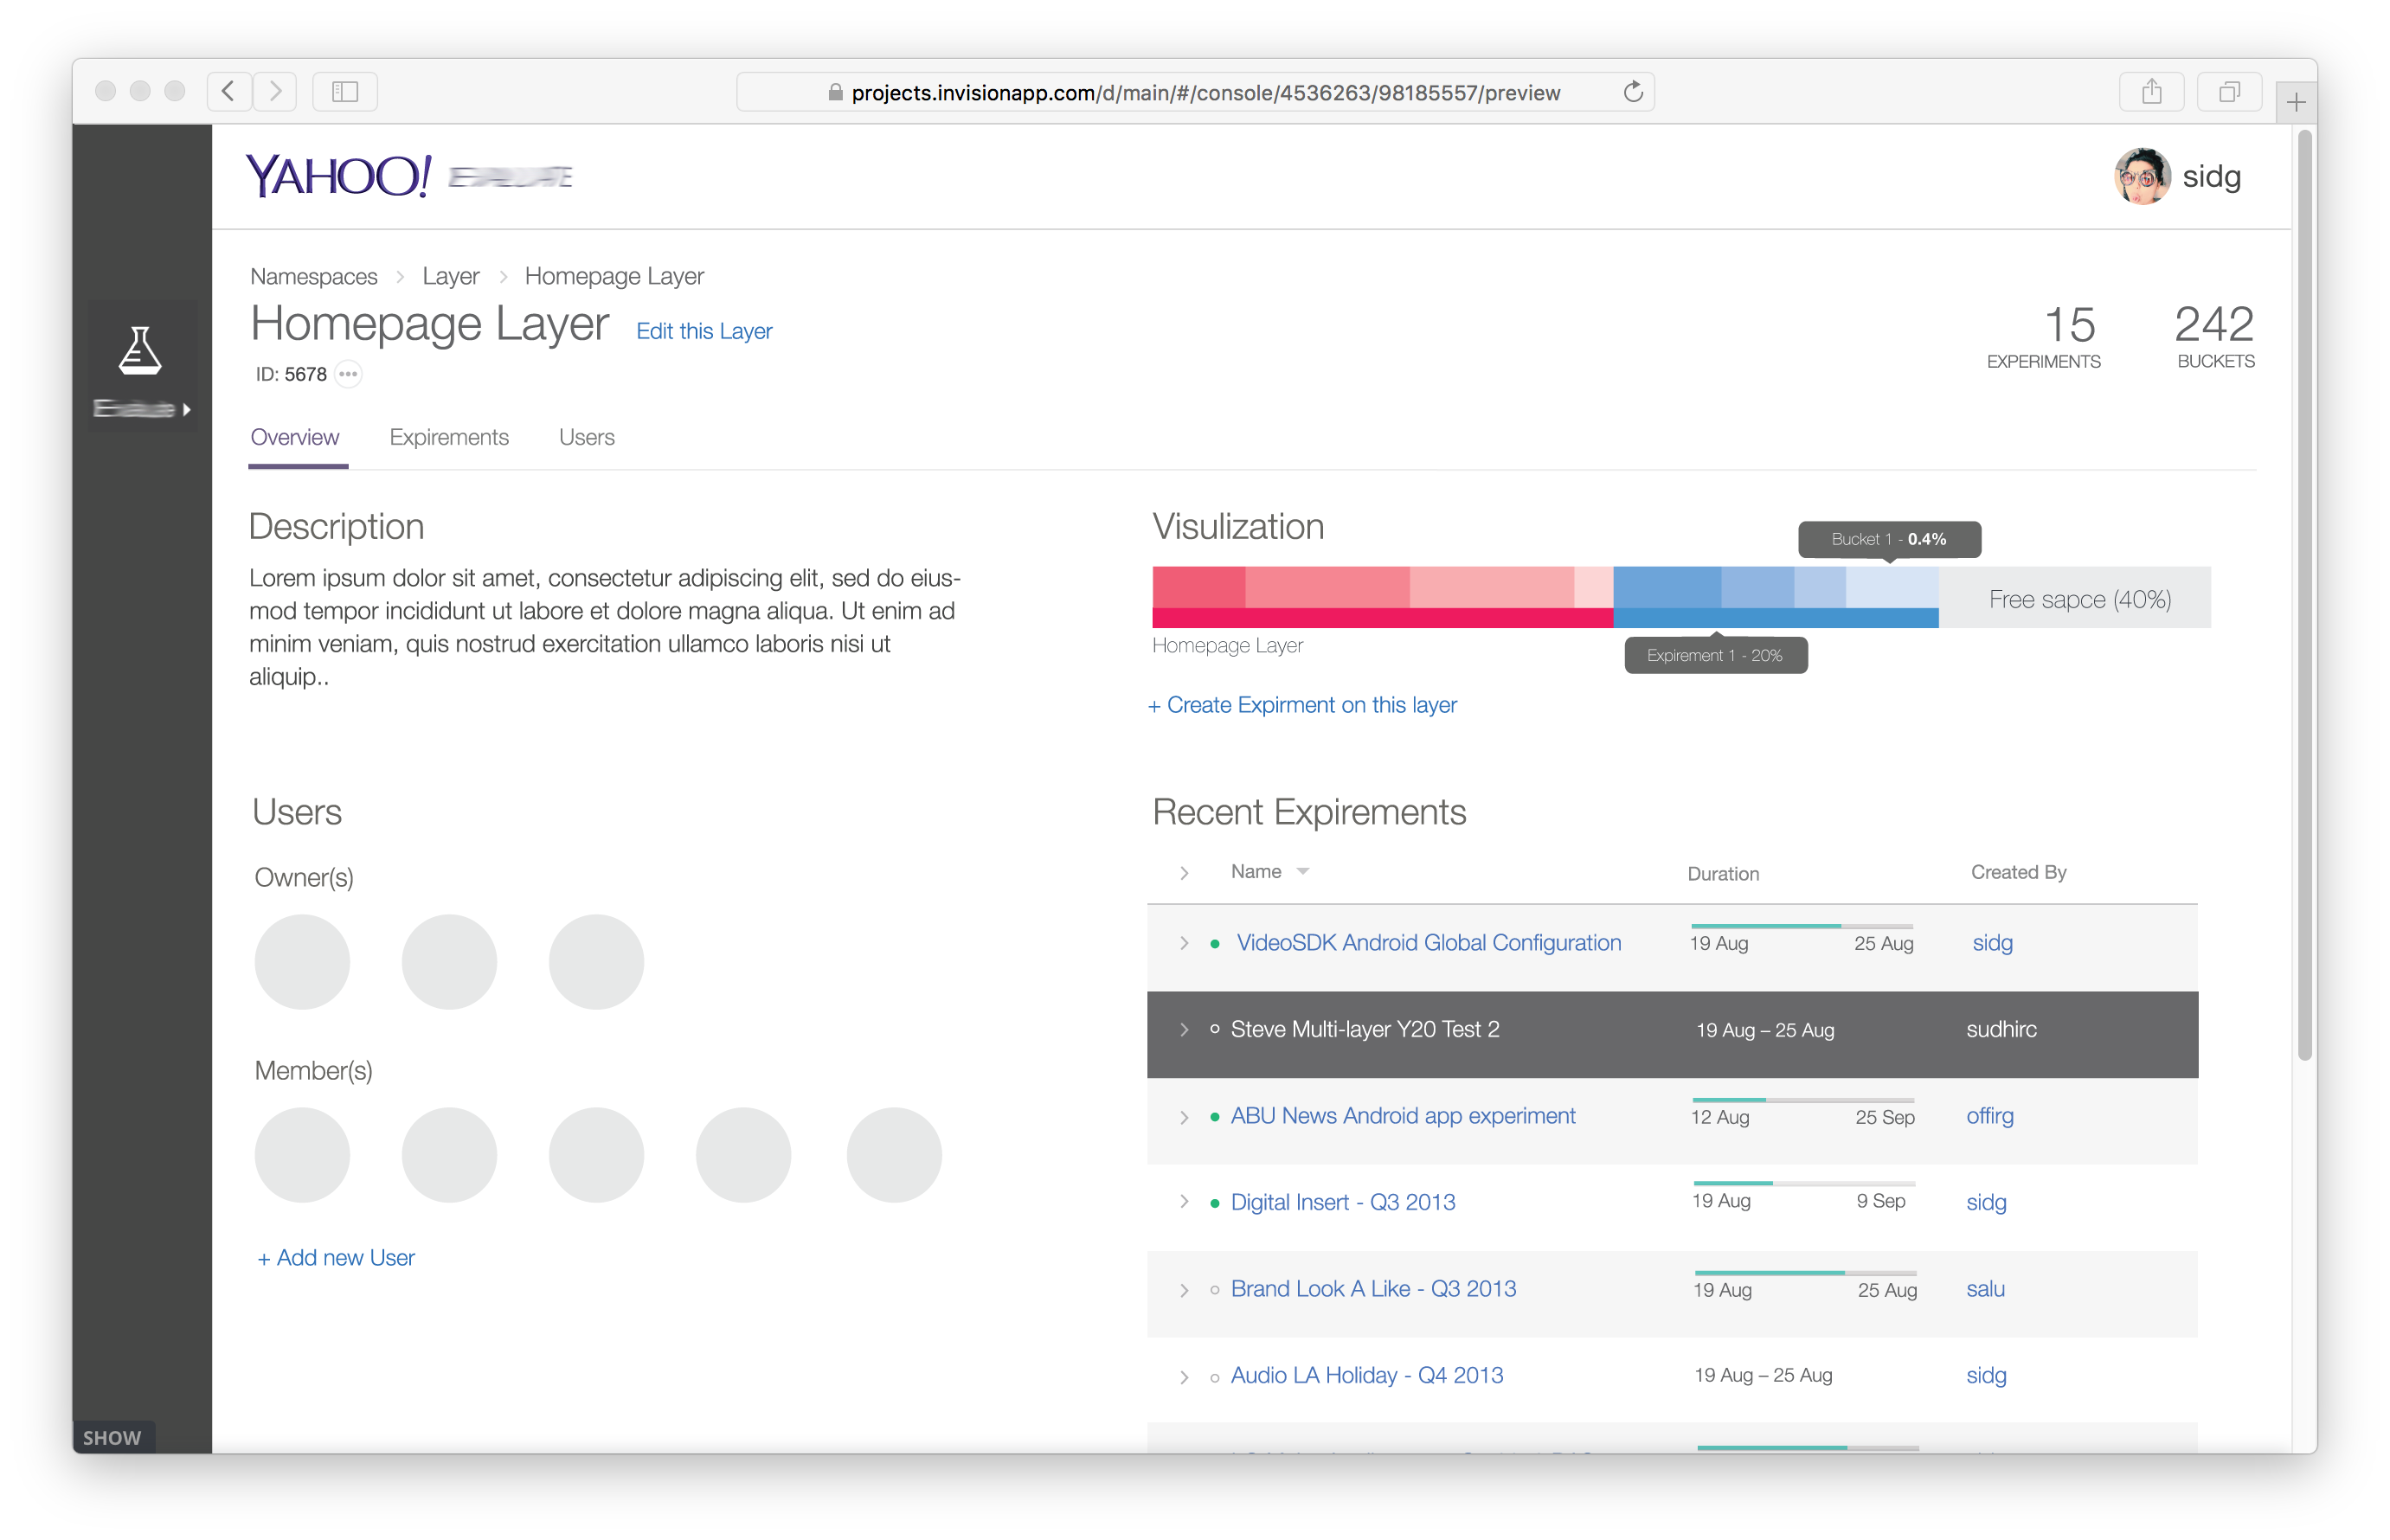 projects.invisionapp.com/d/main/#/console/4536263/98185557/preview
YAHOO!
sidg
Namespaces > Layer > Homepage Layer
Homepage Layer Edit this Layer
ID: 5678
15 EXPERIMENTS
242 BUCKETS
Overview Expirements Users
Description
Lorem ipsum dolor sit amet, consectetur adipiscing elit, sed do eius-
mod tempor incididunt ut labore et dolore magna aliqua. Ut enim ad
minim veniam, quis nostrud exercitation ullamco laboris nisi ut
aliquip..
Visulization
Bucket 1 - 0.4%
Free sapce (40%)
Homepage Layer
Expirement 1 - 20%
+ Create Expirment on this layer
Users
Owner(s)
Member(s)
+ Add new User
Recent Expirements
Name Duration Created By
VideoSDK Android Global Configuration 19 Aug 25 Aug sidg
Steve Multi-layer Y20 Test 2 19 Aug – 25 Aug sudhirc
ABU News Android app experiment 12 Aug 25 Sep offirg
Digital Insert - Q3 2013 19 Aug 9 Sep sidg
Brand Look A Like - Q3 2013 19 Aug 25 Aug salu
Audio LA Holiday - Q4 2013 19 Aug – 25 Aug sidg
SHOW